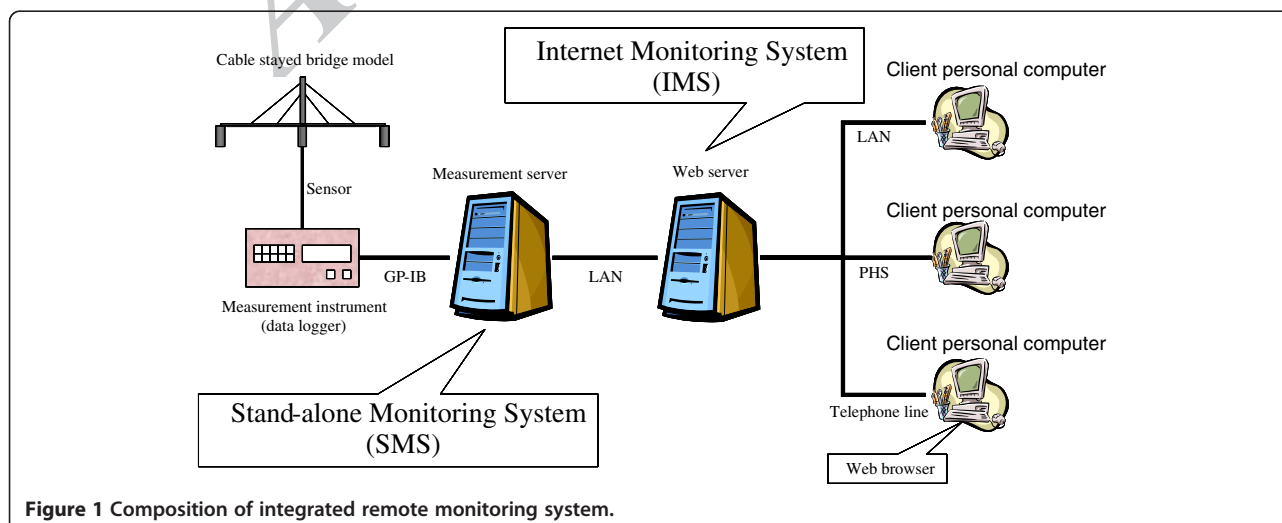 Cable stayed bridge model
Sensor
Measurement instrument
(data logger)
GP-IB
Measurement server
Stand-alone Monitoring System
(SMS)
LAN
Internet Monitoring System
(IMS)
Web server
Client personal computer
LAN
Client personal computer
PHS
Client personal computer
Telephone line
Web browser
Figure 1 Composition of integrated remote monitoring system.